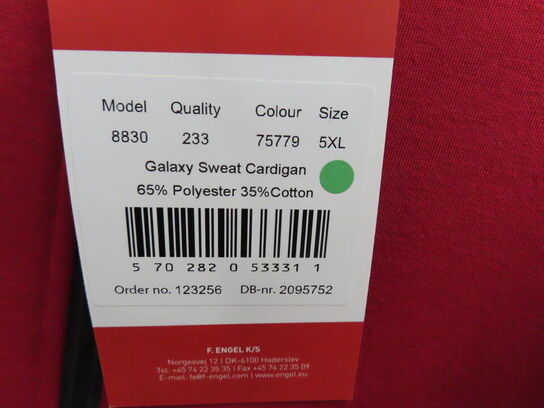 Model Quality Colour Size
8830 233 75779 5XL
Galaxy Sweat Cardigan
65% Polyester 35%Cotton
5 70 282 0 53331 1
Order no. 123256 DB-nr. 2095752
F. ENGEL K/S
Norgesvej 12 | DK-6100 Haderslev
Tel. +45 74 22 35 35 | Fax +45 74 22 35 09
E-mail: fe@f-engel.com | www.engel.eu